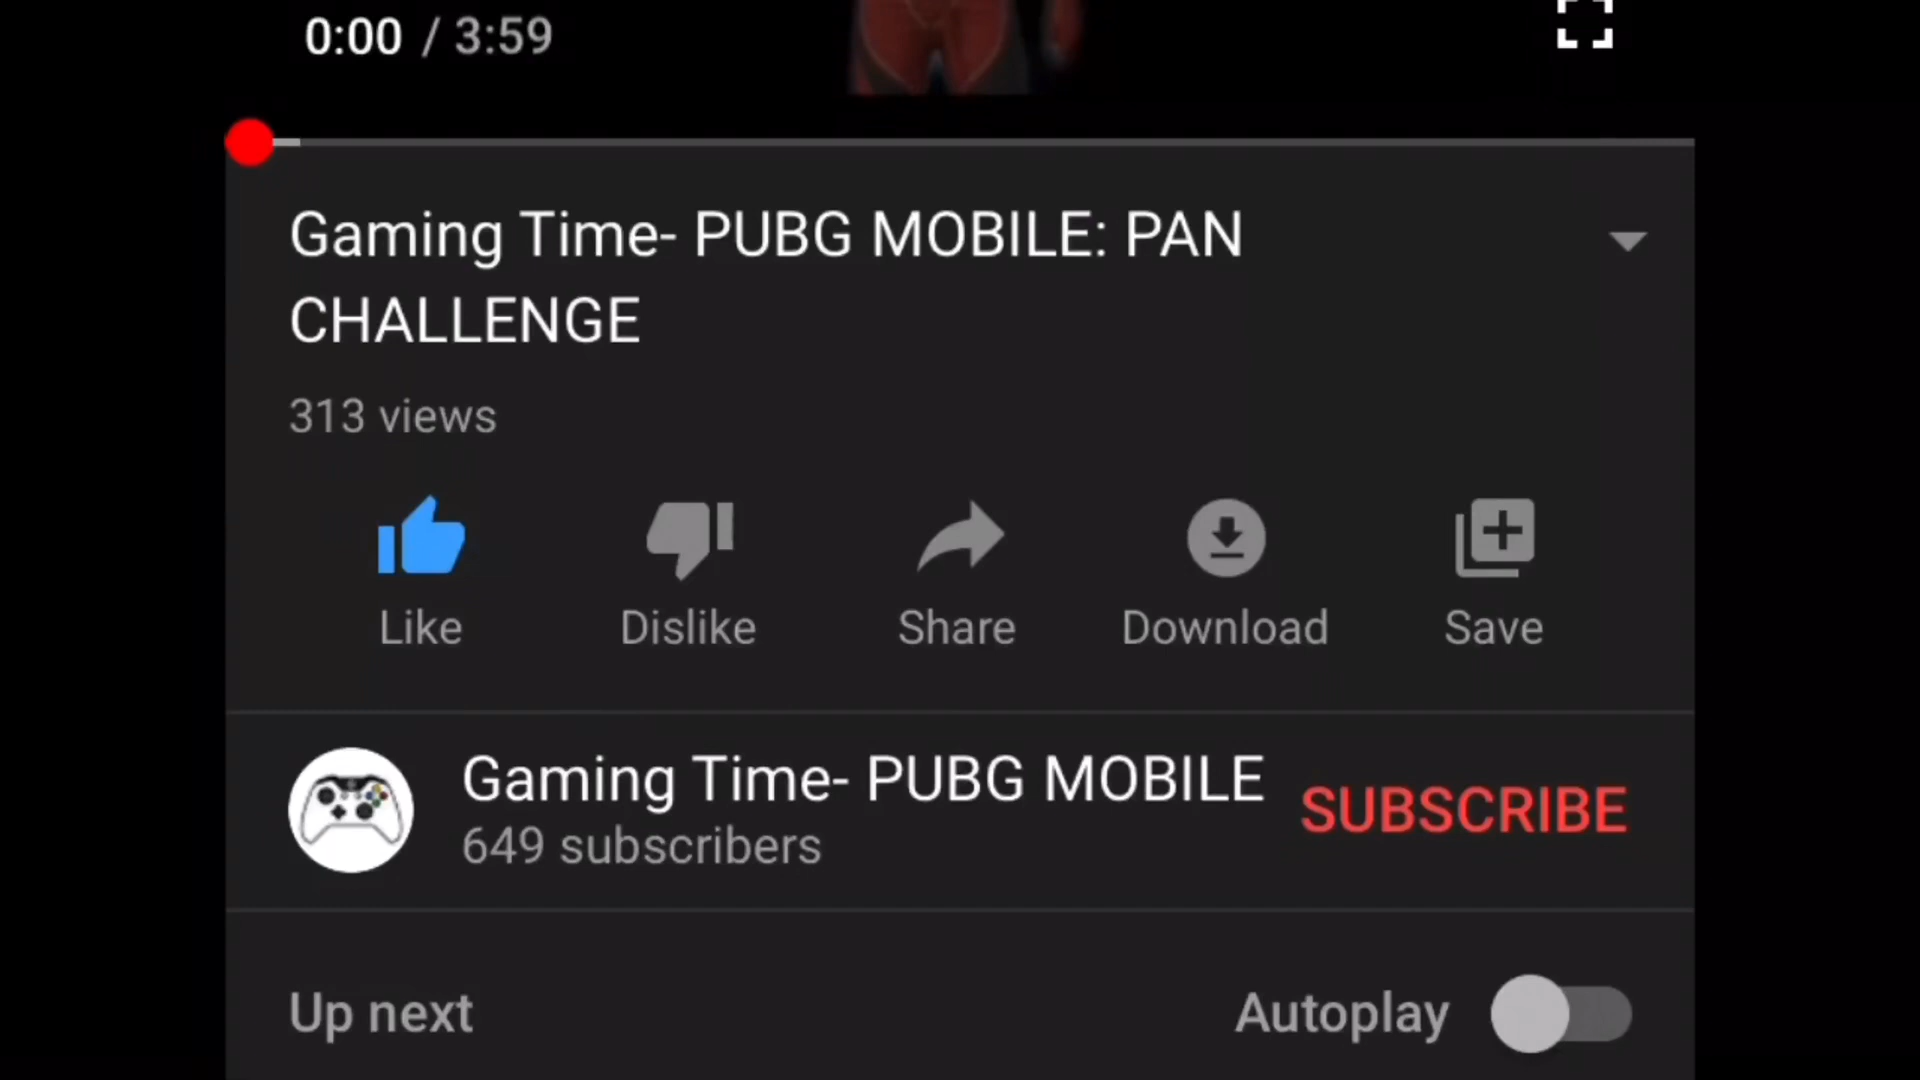 0:00 / 3:59
Gaming Time- PUBG MOBILE: PAN
CHALLENGE
313 views
Like Dislike Share Download Save
Gaming Time- PUBG MOBILE
649 subscribers
SUBSCRIBE
Up next Autoplay